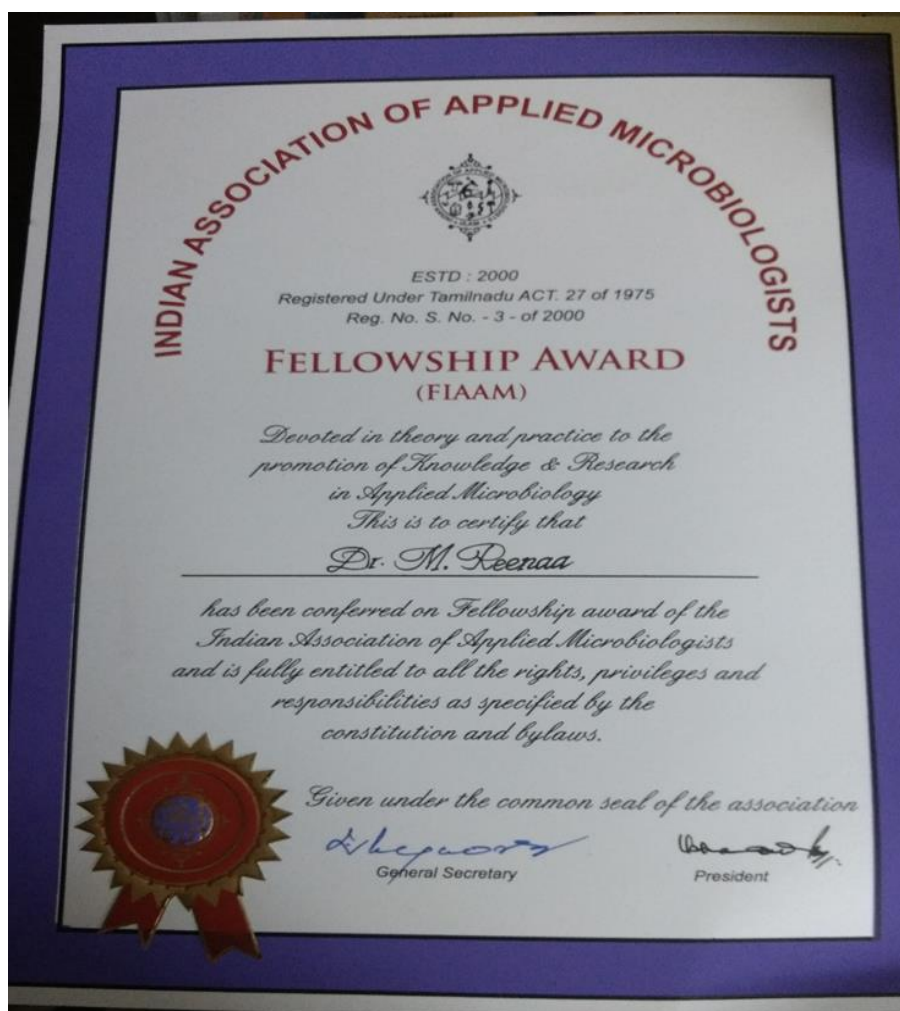 INDIAN ASSOCIATION OF APPLIED MICROBIOLOGISTS
ESTD : 2000
Registered Under Tamilnadu ACT. 27 of 1975
Reg. No. S. No. - 3 - of 2000
FELLOWSHIP AWARD
(FIAAM)
Devoted in theory and practice to the
promotion of Knowledge & Research
in Applied Microbiology
This is to certify that
Dr. M. Reenaa
has been conferred on Fellowship award of the
Indian Association of Applied Microbiologists
and is fully entitled to all the rights, privileges and
responsibilities as specified by the
constitution and bylaws.
Given under the common seal of the association
General Secretary
President